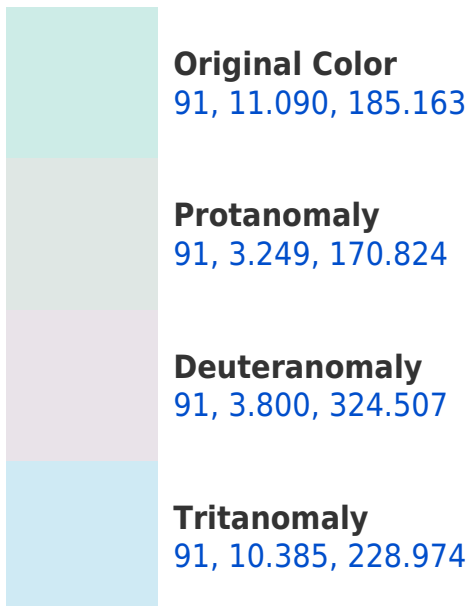 Original Color
91, 11.090, 185.163
Protanomaly
91, 3.249, 170.824
Deuteranomaly
91, 3.800, 324.507
Tritanomaly
91, 10.385, 228.974